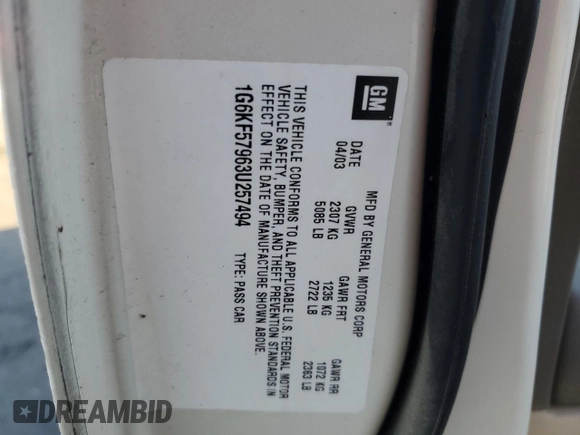 GM
MFD BY GENERAL MOTORS CORP
DATE GVWR GAWR FRT GAWR RR
04/03 2307 KG 1235 KG 1072 KG
5085 LB 2722 LB 2363 LB
THIS VEHICLE CONFORMS TO ALL APPLICABLE U.S. FEDERAL MOTOR
VEHICLE SAFETY, BUMPER, AND THEFT PREVENTION STANDARDS IN
EFFECT ON THE DATE OF MANUFACTURE SHOWN ABOVE.
1G6KF57963U257494 TYPE: PASS CAR
DREAMBID